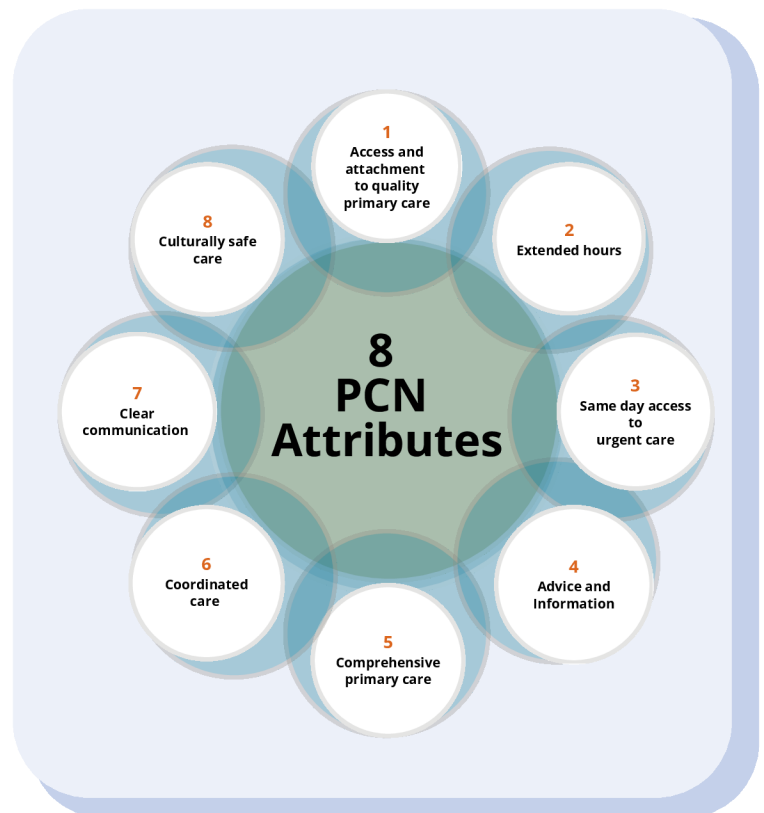 8
PCN
Attributes
1
Access and
attachment
to quality
primary care
2
Extended hours
3
Same day access
to
urgent care
4
Advice and
Information
5
Comprehensive
primary care
6
Coordinated
care
7
Clear
communication
8
Culturally safe
care